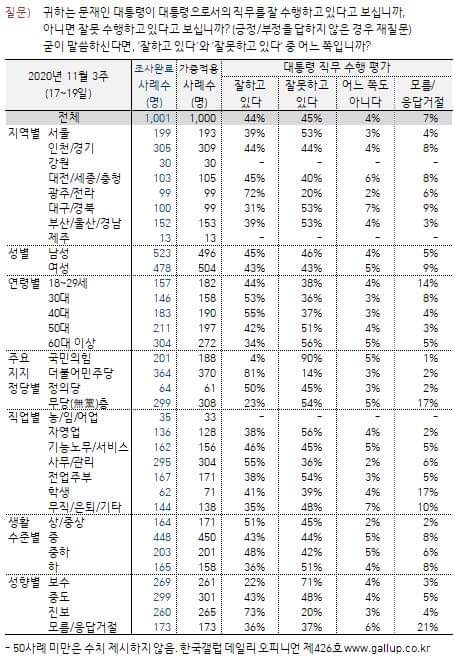 질문) 귀하는 문재인 대통령이 대통령으로서의 직무를 잘 수행하고 있다고 보십니까,
아니면 잘못 수행하고 있다고 보십니까? (긍정/부정을 답하지 않은 경우 재질문)
굳이 말씀하신다면, '잘하고 있다'와 '잘못하고 있다' 중 어느 쪽입니까?
2020년 11월 3주 (17~19일) 조사완료 사례수 (명) 가중적용 사례수 (명) 대통령 직무 수행 평가
잘하고 있다 잘못하고 있다 어느 쪽도 아니다 모름/응답거절
전체 1,001 1,000 44% 45% 4% 7%
지역별 서울 199 193 39% 53% 3% 4%
인천/경기 305 309 44% 44% 4% 8%
강원 30 30 - - - -
대전/세종/충청 103 105 45% 40% 6% 8%
광주/전라 99 99 72% 20% 2% 6%
대구/경북 100 99 31% 53% 7% 9%
부산/울산/경남 152 153 39% 53% 4% 3%
제주 13 13 - - - -
성별 남성 523 496 45% 46% 4% 5%
여성 478 504 43% 43% 5% 9%
연령별 18~29세 157 182 44% 38% 4% 14%
30대 146 158 53% 36% 3% 8%
40대 183 190 55% 37% 3% 4%
50대 211 197 42% 51% 4% 3%
60대 이상 304 272 34% 56% 5% 5%
주요 국민의힘 201 188 4% 90% 5% 1%
지지 더불어민주당 364 370 81% 14% 3% 2%
정당별 정의당 64 61 50% 45% 3% 2%
무당(無黨)층 299 308 23% 54% 5% 17%
직업별 농/임/어업 35 33 - - - -
자영업 136 128 38% 56% 4% 2%
기능노무/서비스 162 156 46% 45% 5% 5%
사무/관리 295 304 55% 36% 2% 6%
전업주부 167 171 38% 54% 3% 5%
학생 62 71 41% 39% 4% 17%
무직/은퇴/기타 144 138 35% 48% 7% 10%
생활 상/중상 164 171 51% 45% 2% 2%
수준별 중 448 450 43% 44% 5% 8%
중하 203 201 42% 48% 5% 6%
하 165 158 36% 51% 4% 8%
성향별 보수 269 261 22% 71% 4% 3%
중도 299 301 43% 48% 4% 5%
진보 260 265 73% 20% 3% 4%
모름/응답거절 173 173 36% 37% 6% 21%
- 50사례 미만은 수치 제시하지 않음. 한국갤럽 데일리 오피니언 제426호 www.gallup.co.kr